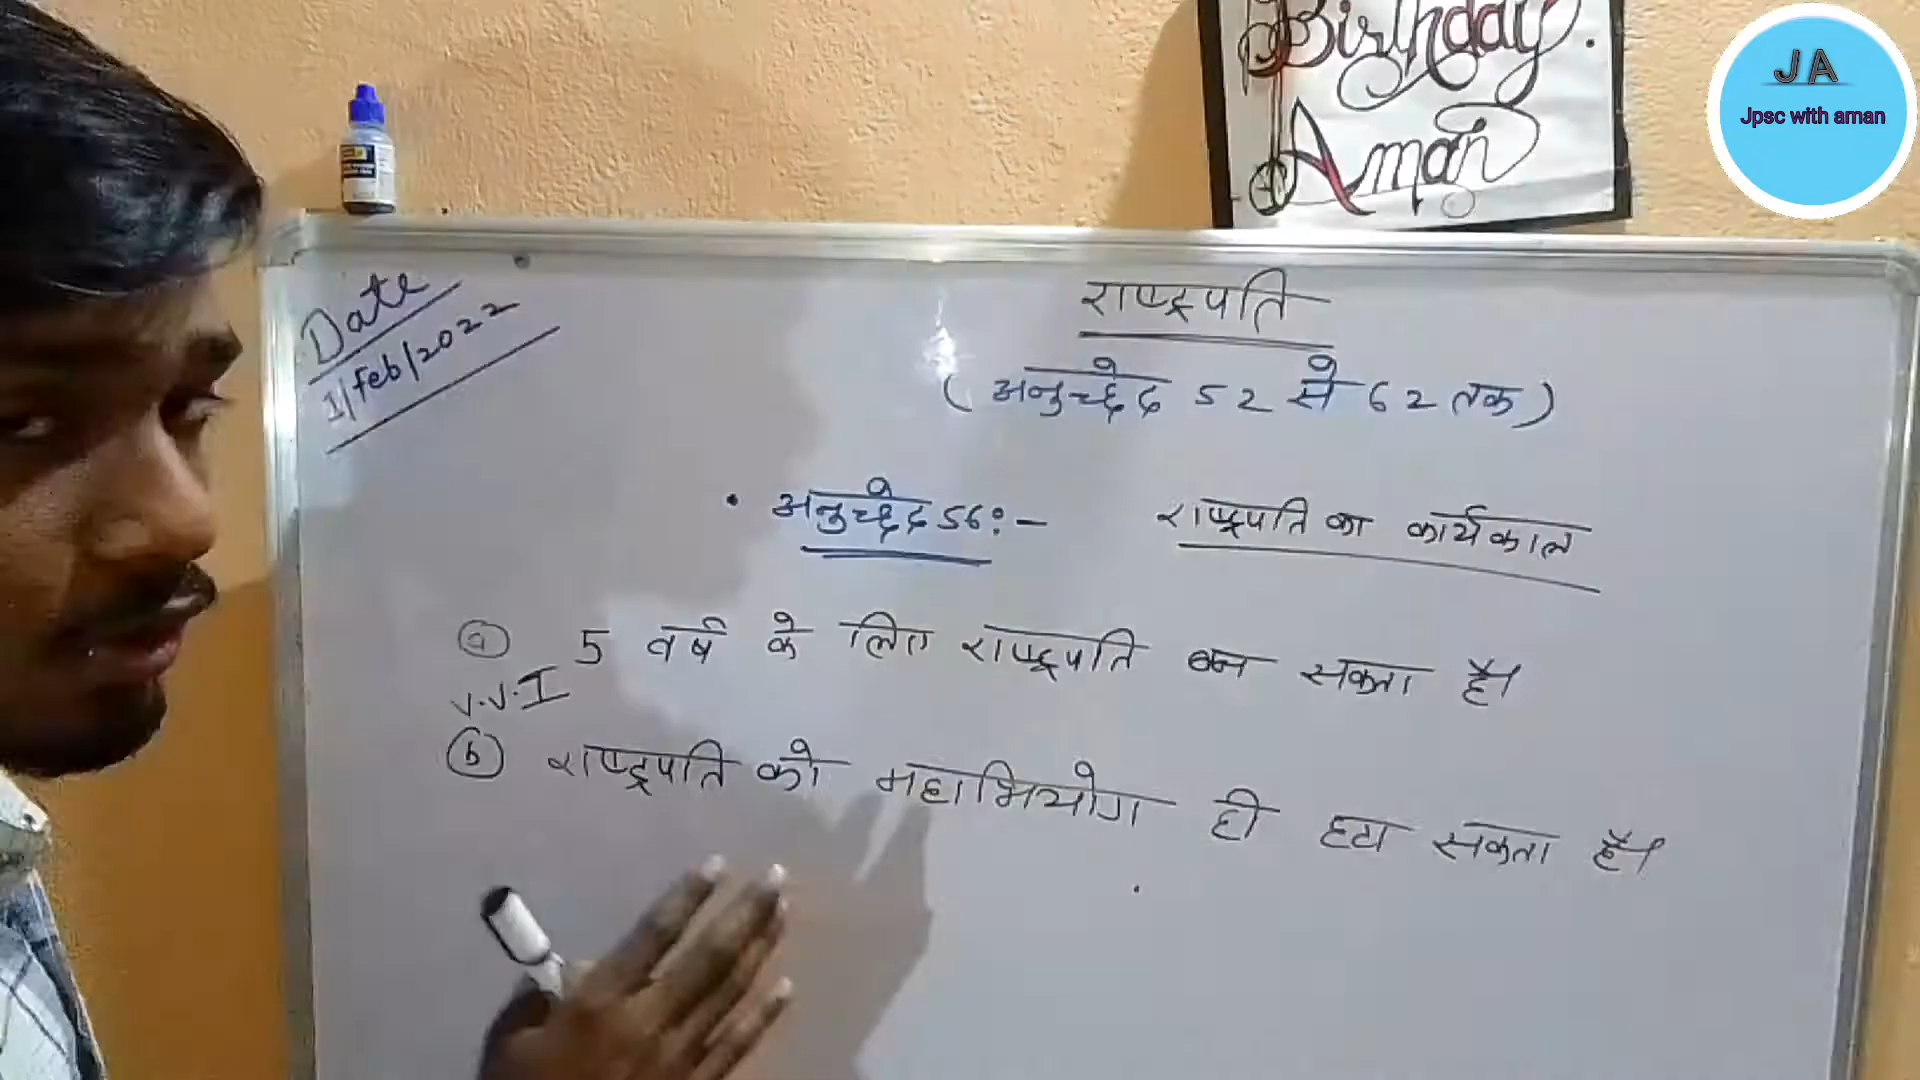 Birthday.
Aman
JA
Jpsc with aman
Date
1/Feb/2022
राष्ट्रपति
(अनुच्छेद 52 से 62 तक)
• अनुच्छेद 56:- राष्ट्रपति का कार्यकाल
(a) 5 वर्ष के लिए राष्ट्रपति बन सकता है।
V.V.I
(b) राष्ट्रपति को महाभियोग ही हटा सकता है।